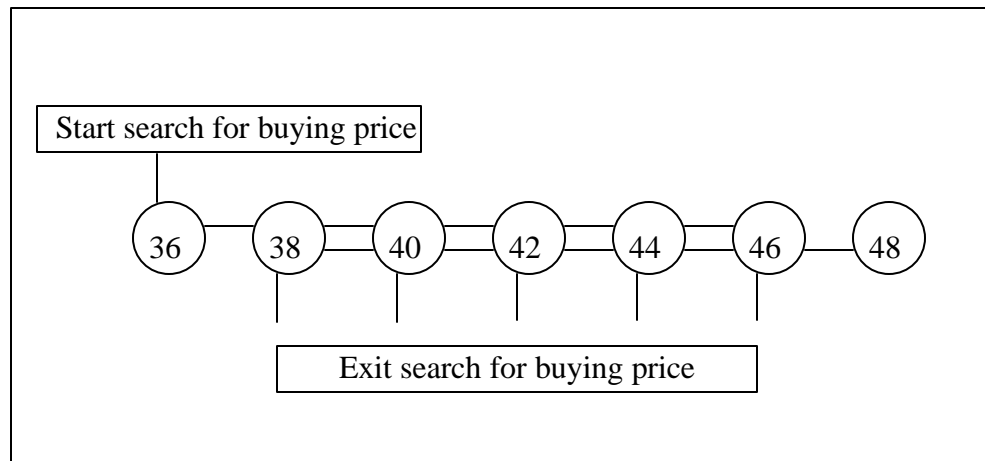 Start search for buying price
36 38 40 42 44 46 48
Exit search for buying price